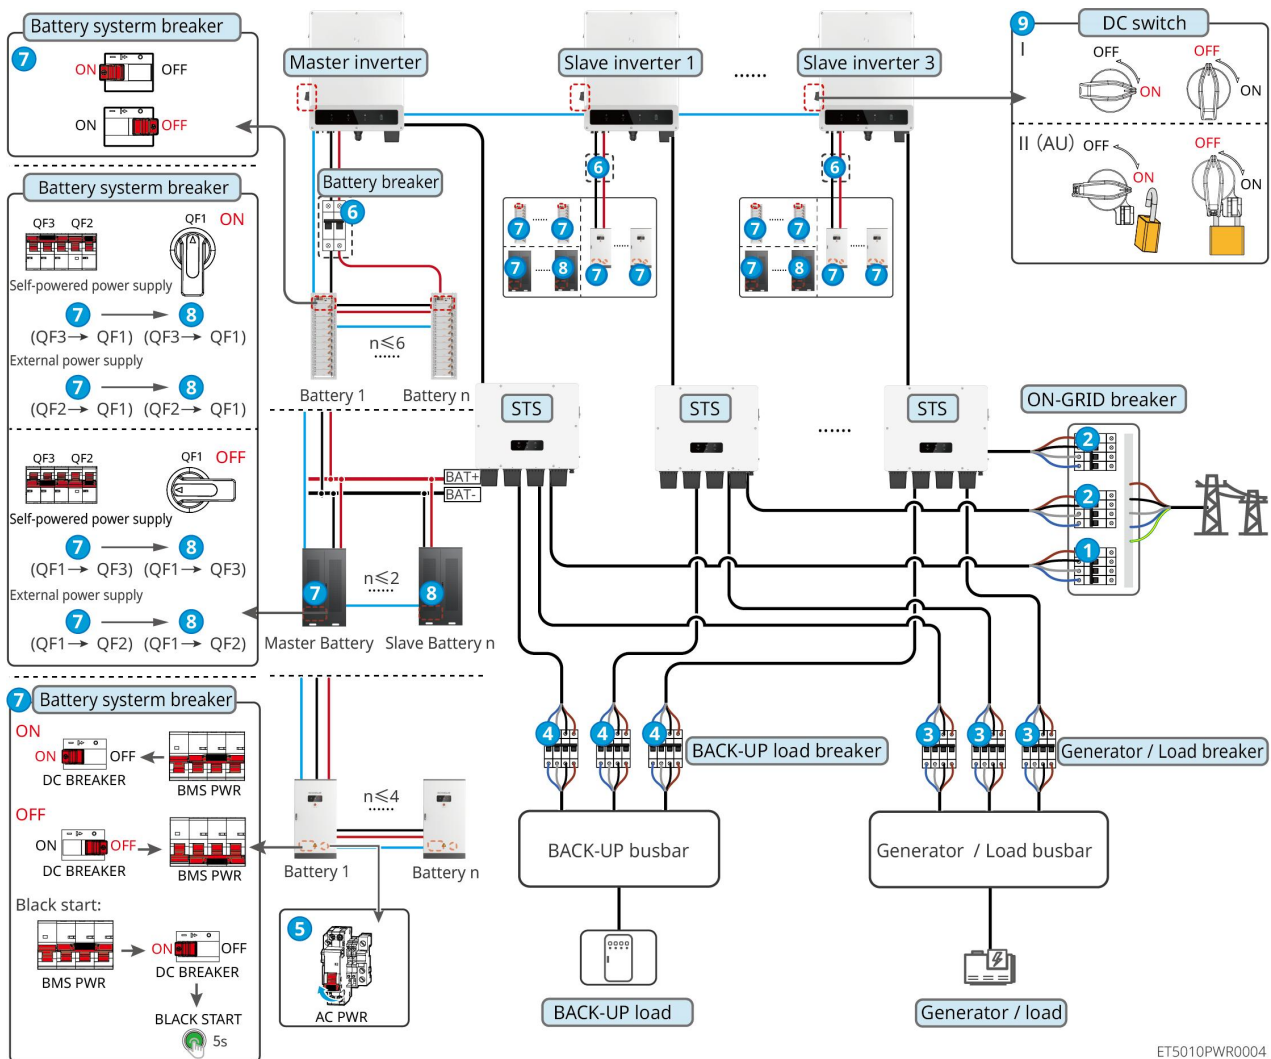 Battery systerm breaker
7
ON
OFF
ON
OFF
Battery systerm breaker
QF3 QF2
QF1
ON
Self-powered power supply
7 8
(QF3→ QF1) (QF3→ QF1)
External power supply
7 8
(QF2→ QF1) (QF2→ QF1)
QF3 QF2
QF1
OFF
Self-powered power supply
7 8
(QF1→ QF3) (QF1→ QF3)
External power supply
7 8
(QF1→ QF2) (QF1→ QF2)
7
Battery systerm breaker
ON
ON
OFF
DC BREAKER
BMS PWR
OFF
ON
OFF
DC BREAKER
BMS PWR
Black start:
BMS PWR
ON
OFF
DC BREAKER
BLACK START
5s
Master inverter
Slave inverter 1
......
Slave inverter 3
Battery breaker
6
6
6
7 ...... 7
7 ...... 8
7 ...... 7
7 ...... 7
7 ...... 8
7 ...... 7
n≤6
......
Battery 1
Battery n
9
DC switch
I
OFF
ON
OFF
ON
II (AU)
OFF
ON
OFF
ON
STS
STS
......
STS
BAT+
BAT-
ON-GRID breaker
2
2
1
7
n≤2
......
8
Master Battery
Slave Battery n
n≤4
......
Battery 1
Battery n
5
AC PWR
4
4
4
BACK-UP load breaker
3
3
3
Generator / Load breaker
BACK-UP busbar
Generator / Load busbar
BACK-UP load
Generator / load
ET5010PWR0004